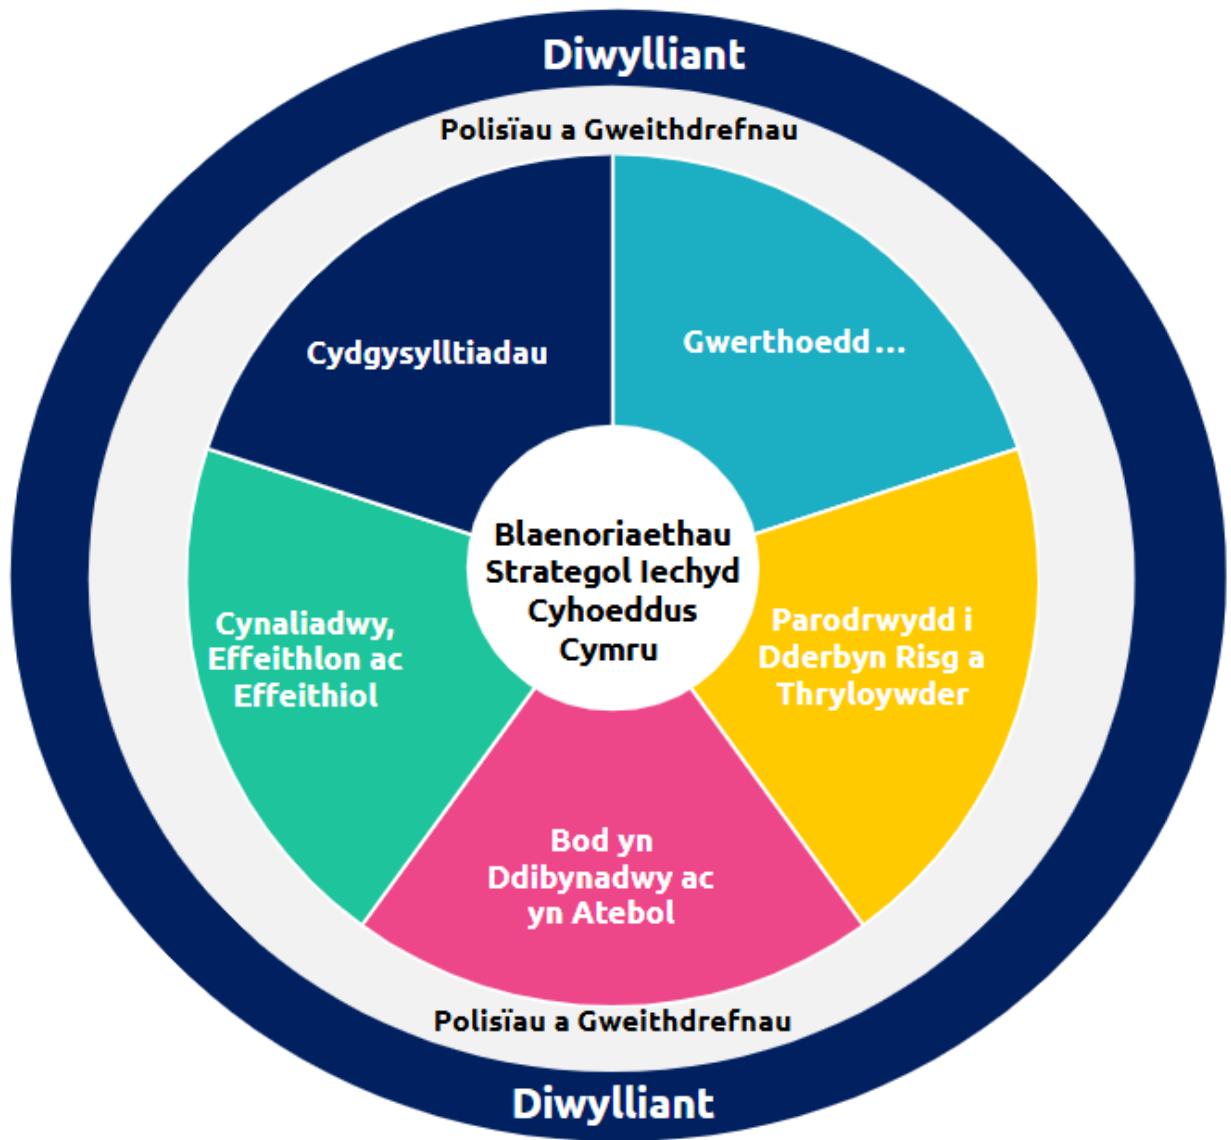 Diwylliant
Polisïau a Gweithdrefnau
Cydgysylltiadau
Gwerthoedd...
Blaenoriaethau
Strategol Iechyd
Cyhoeddus
Cymru
Cynaliadwy,
Effeithlon ac
Effeithiol
Parodrwydd i
Dderbyn Risg a
Thryloywder
Bod yn
Ddibynadwy ac
yn Atebol
Polisïau a Gweithdrefnau
Diwylliant